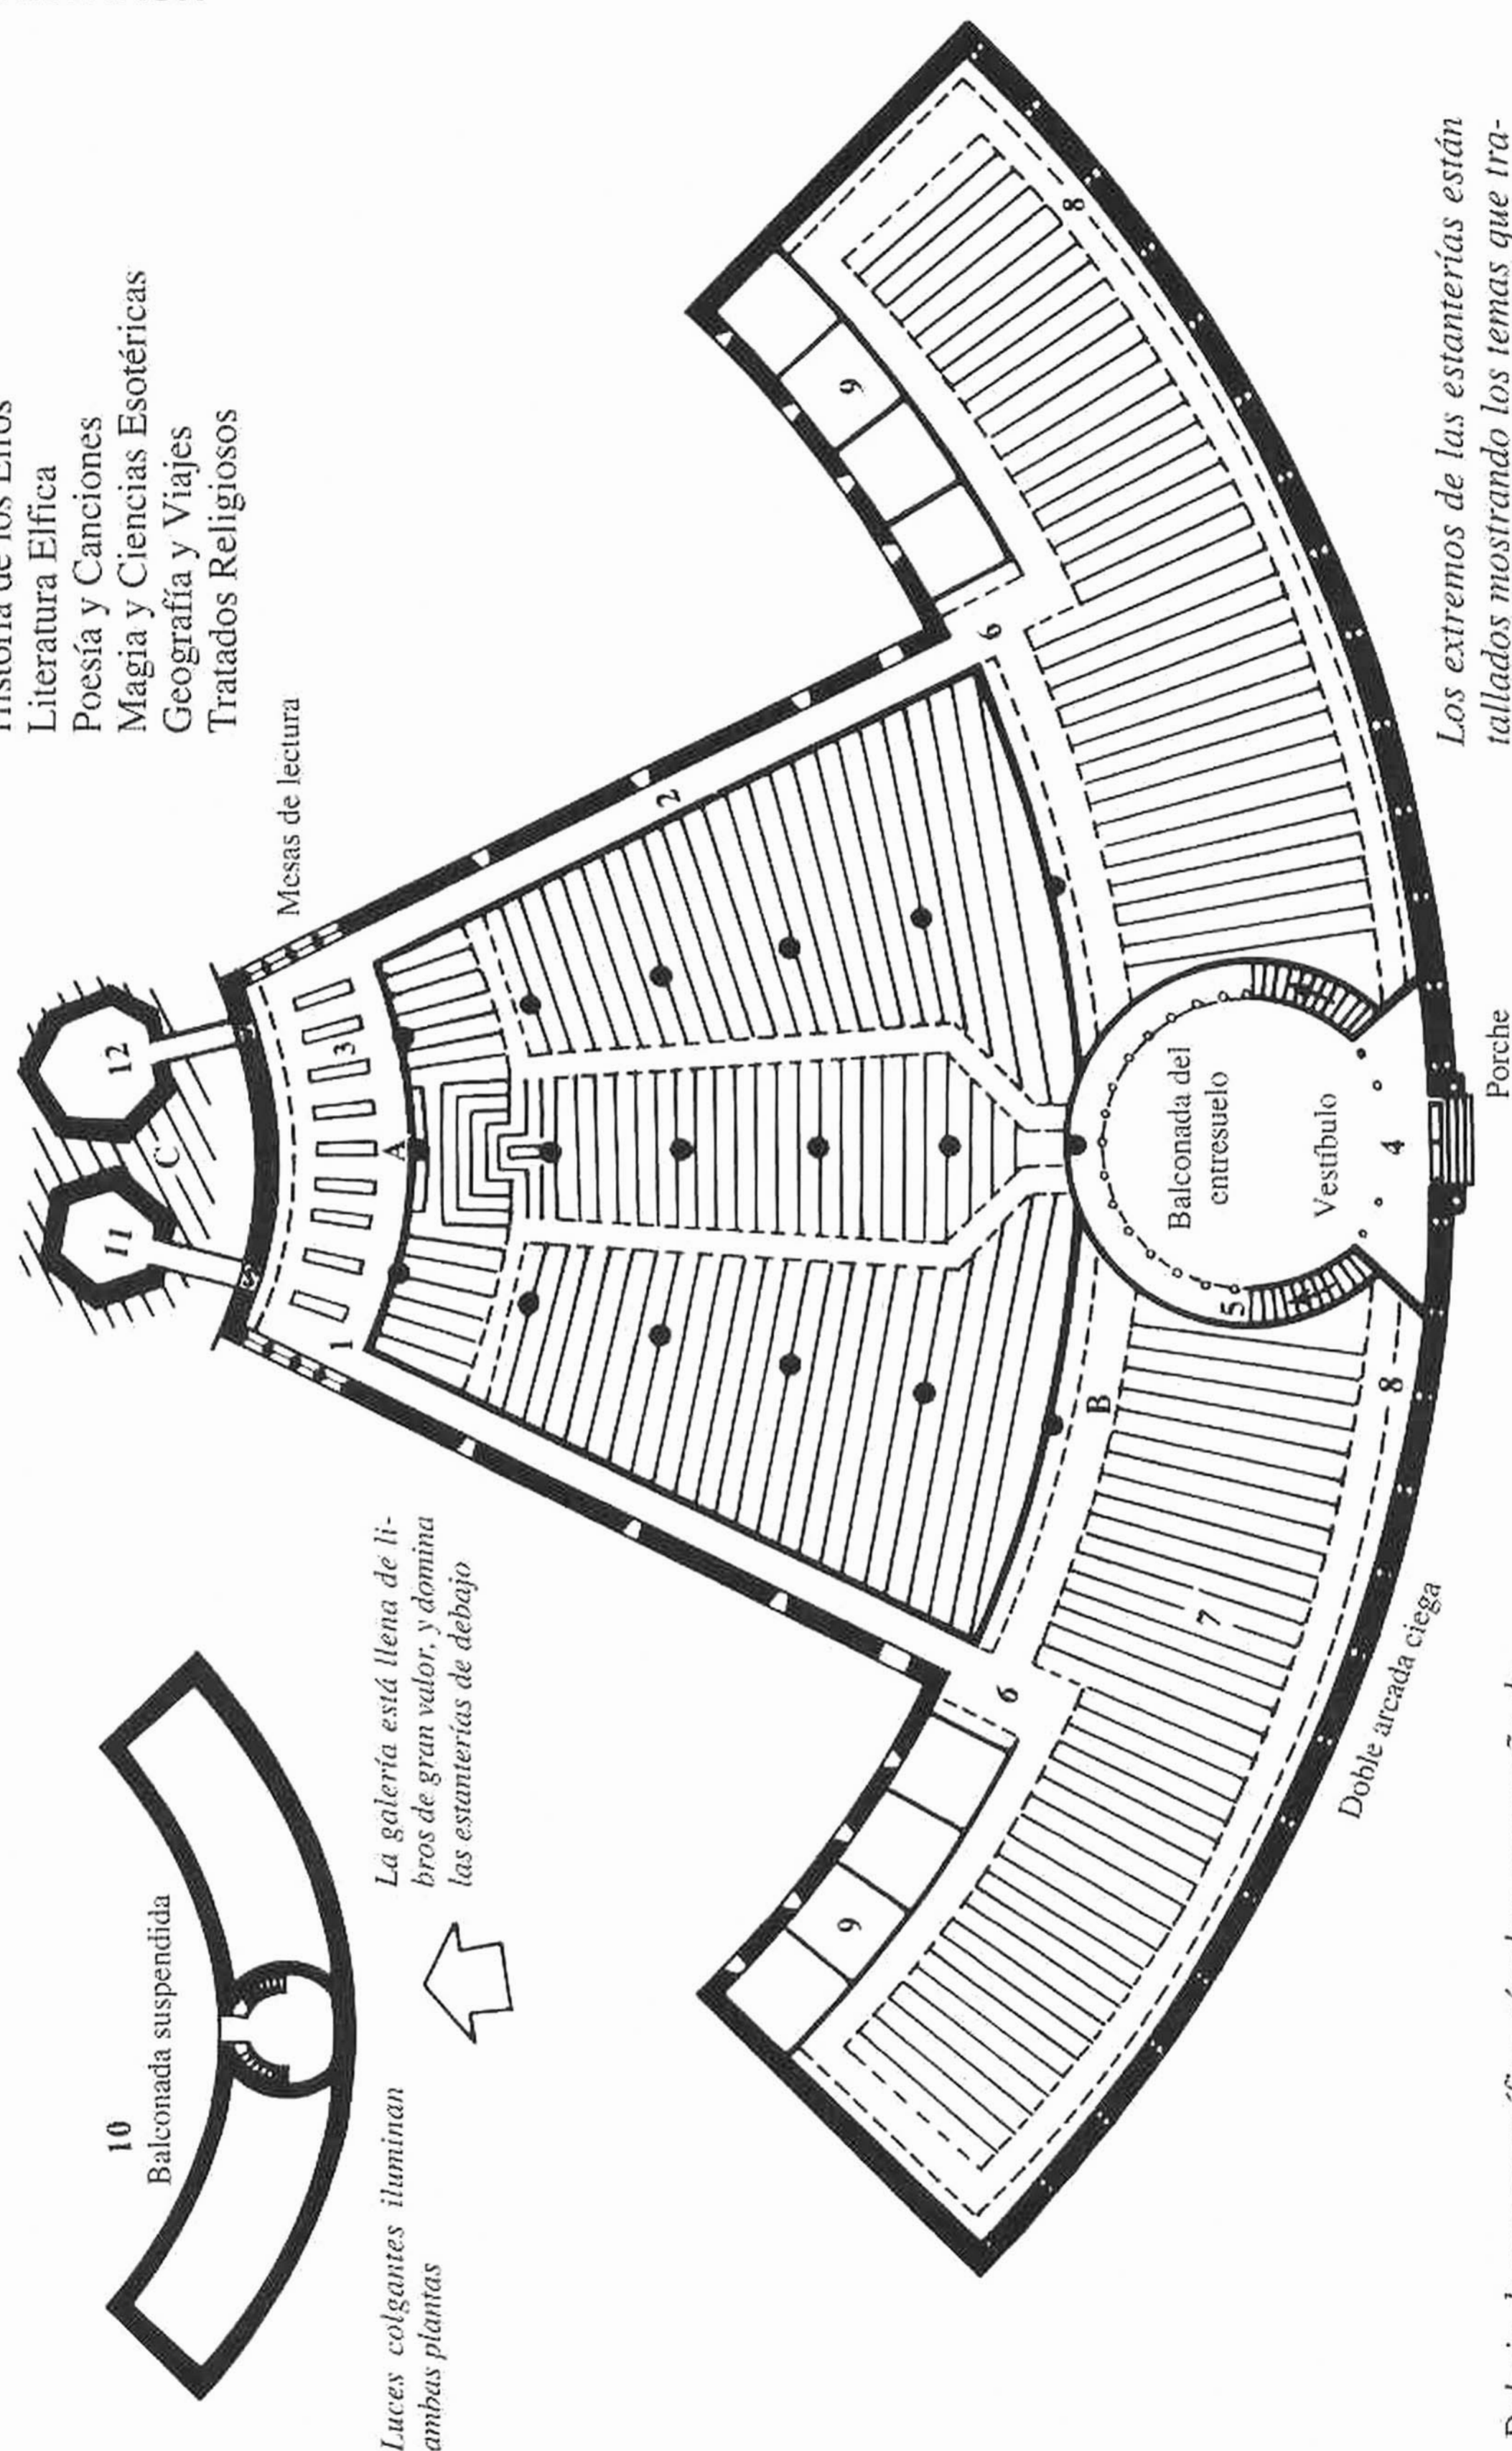 Historia de los Elfos
Literatura Elfica
Poesía y Canciones
Magia y Ciencias Esotéricas
Geografía y Viajes
Tratados Religiosos
Mesas de lectura
10
Balconada suspendida
Luces colgantes iluminan
ambas plantas
La galería está llena de li-
bros de gran valor, y domina
las estanterías de debajo
11
12
C
S
1
3
A
2
6
6
9
9
B
7
8
8
5
Balconada del
entresuelo
Vestíbulo
4
Porche
Doble arcada ciega
Los extremos de las estanterías están
tallados mostrando los temas que tra-